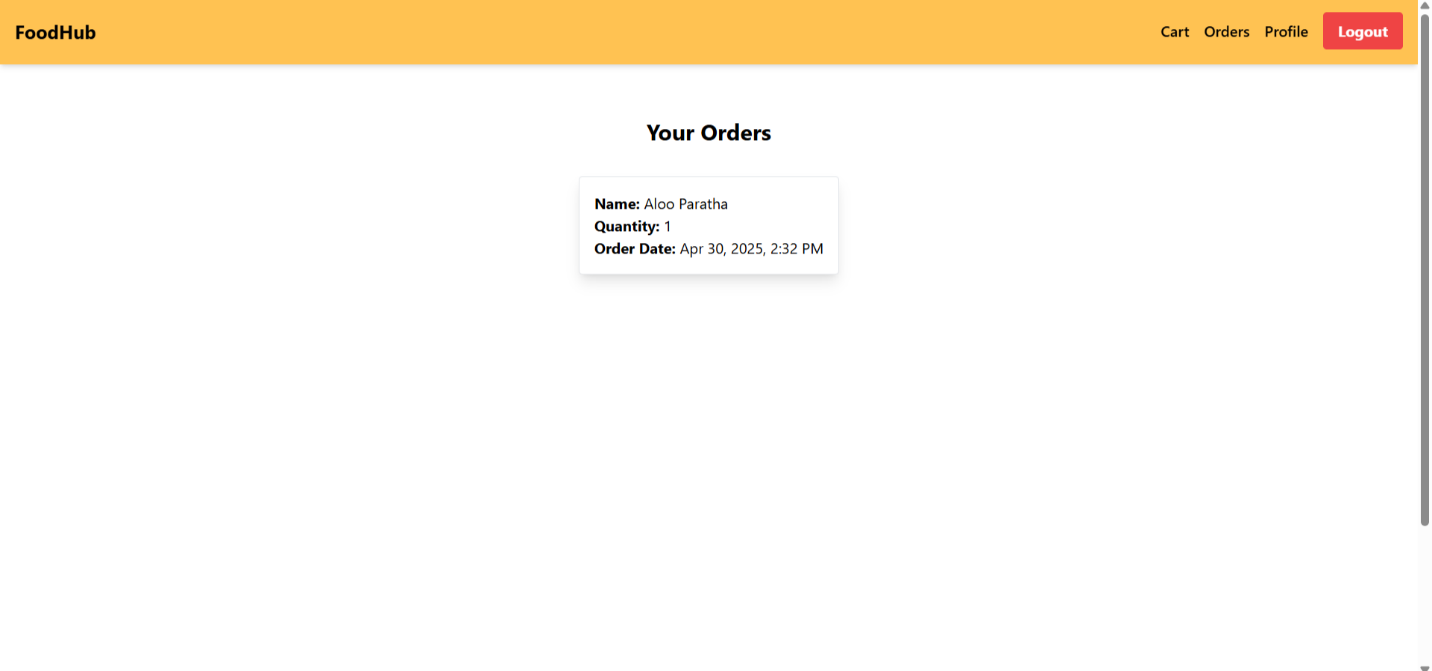 FoodHub
Cart Orders Profile Logout
Your Orders
Name: Aloo Paratha
Quantity: 1
Order Date: Apr 30, 2025, 2:32 PM